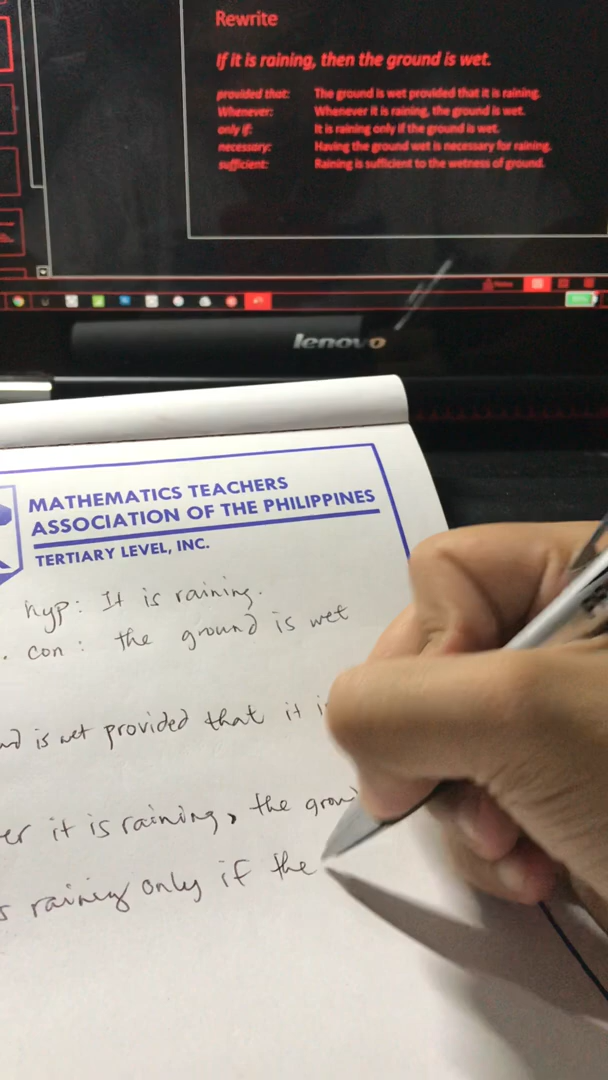 Rewrite
If it is raining, then the ground is wet.
provided that: The ground is wet provided that it is raining.
Whenever: Whenever it is raining, the ground is wet.
only if: It is raining only if the ground is wet.
necessary: Having the ground wet is necessary for raining.
sufficient: Raining is sufficient to the wetness of ground.
lenovo
MATHEMATICS TEACHERS
ASSOCIATION OF THE PHILIPPINES
TERTIARY LEVEL, INC.
hyp: It is raining.
con: the ground is wet
nd is wet provided that it i
er it is raining, the groun
s raining only if the